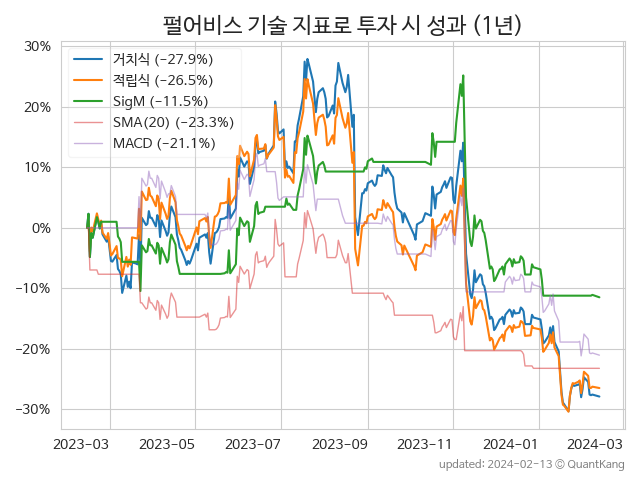 펄어비스 기술 지표로 투자 시 성과 (1년)
30%
20%
10%
0%
−10%
−20%
−30%
거치식 (−27.9%)
적립식 (−26.5%)
SigM (−11.5%)
SMA(20) (−23.3%)
MACD (−21.1%)
2023−03 2023−05 2023−07 2023−09 2023−11 2024−01 2024−03
updated: 2024-02-13 © QuantKang